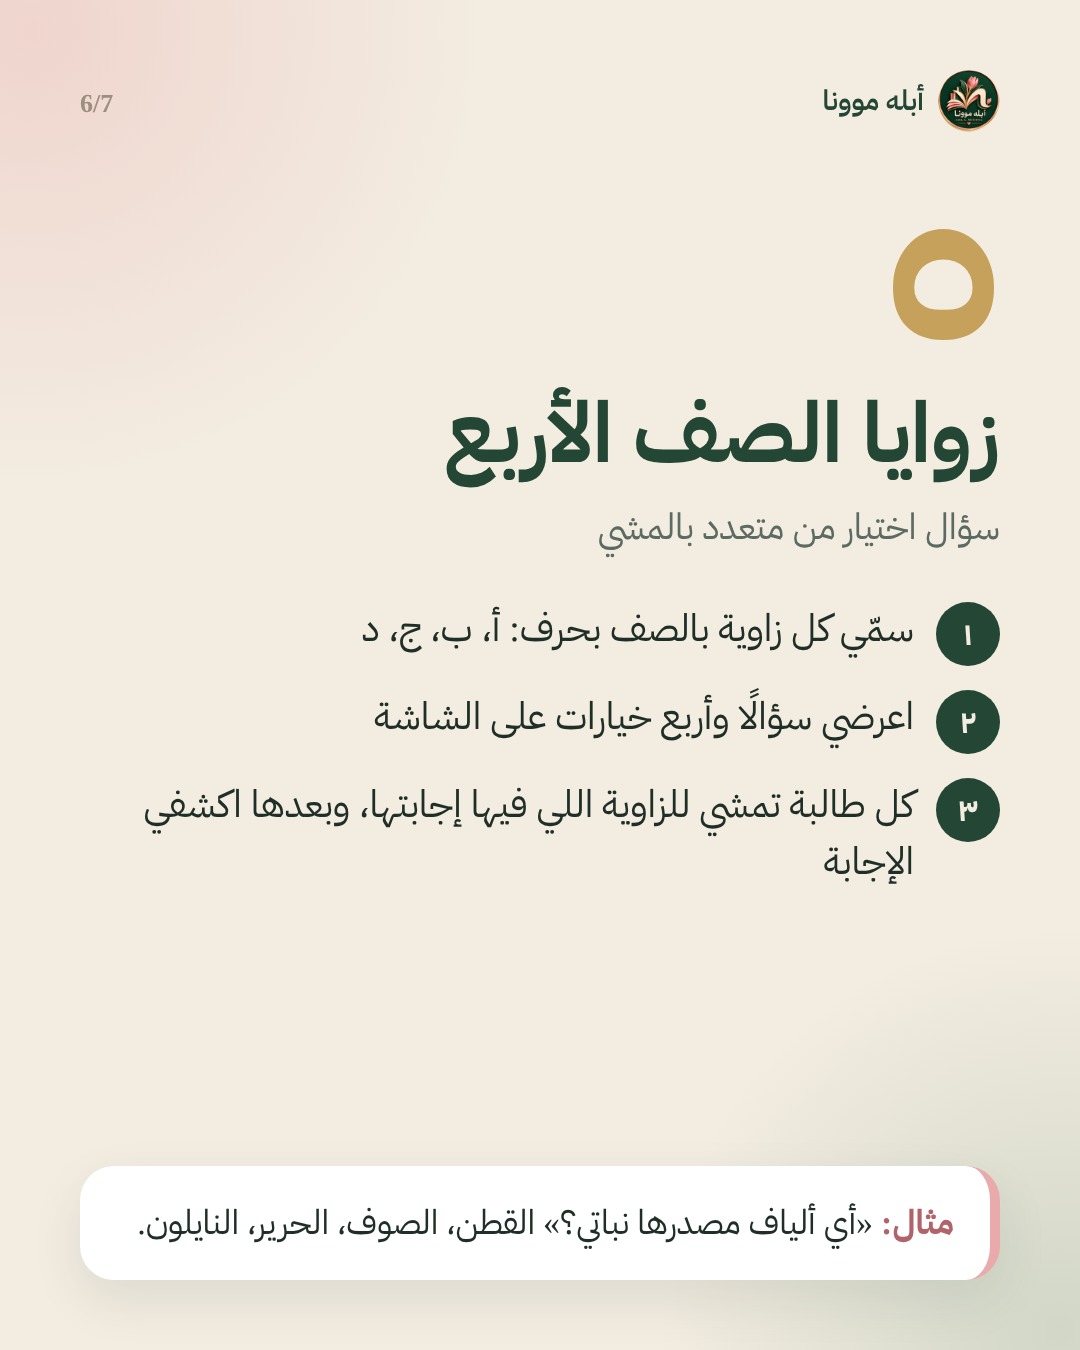 أبله موونا
6/7
٥
زوايا الصف الأربع
سؤال اختيار من متعدد بالمشي
١ سمّي كل زاوية بالصف بحرف: أ، ب، ج، د
٢ اعرضي سؤالًا وأربع خيارات على الشاشة
٣ كل طالبة تمشي للزاوية اللي فيها إجابتها، وبعدها اكشفي
الإجابة
مثال: «أي ألياف مصدرها نباتي؟» القطن، الصوف، الحرير، النايلون.